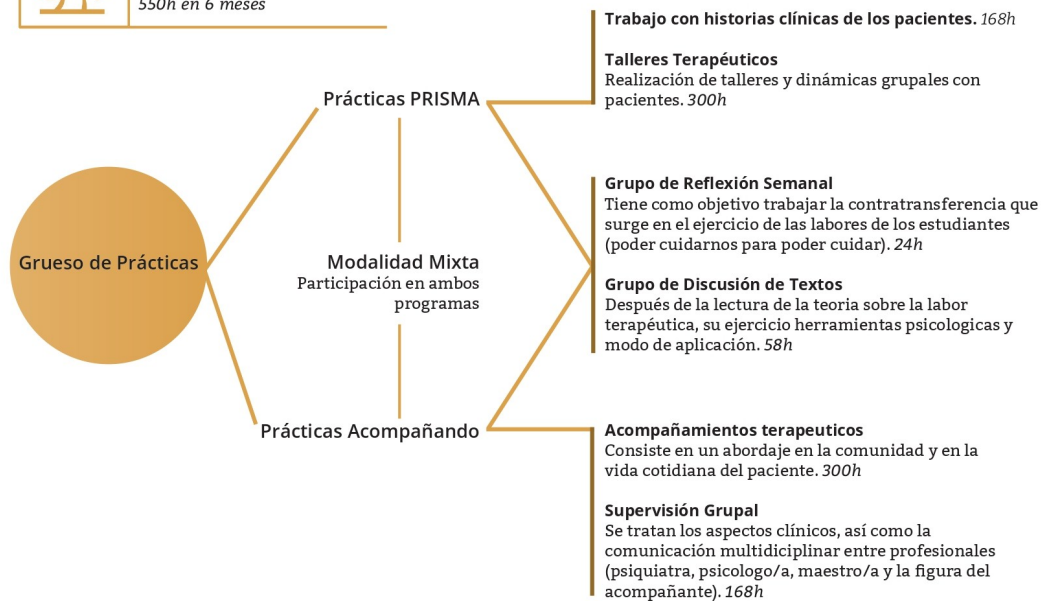 550h en 6 meses
Trabajo con historias clínicas de los pacientes. 168h
Talleres Terapéuticos
Realización de talleres y dinámicas grupales con
pacientes. 300h
Prácticas PRISMA
Grupo de Reflexión Semanal
Tiene como objetivo trabajar la contratransferencia que
surge en el ejercicio de las labores de los estudiantes
(poder cuidarnos para poder cuidar). 24h
Grueso de Prácticas
Modalidad Mixta
Participación en ambos
programas
Grupo de Discusión de Textos
Después de la lectura de la teoria sobre la labor
terapéutica, su ejercicio herramientas psicologicas y
modo de aplicación. 58h
Prácticas Acompañando
Acompañamientos terapeuticos
Consiste en un abordaje en la comunidad y en la
vida cotidiana del paciente. 300h
Supervisión Grupal
Se tratan los aspectos clínicos, así como la
comunicación multidiciplinar entre profesionales
(psiquiatra, psicologo/a, maestro/a y la figura del
acompañante). 168h